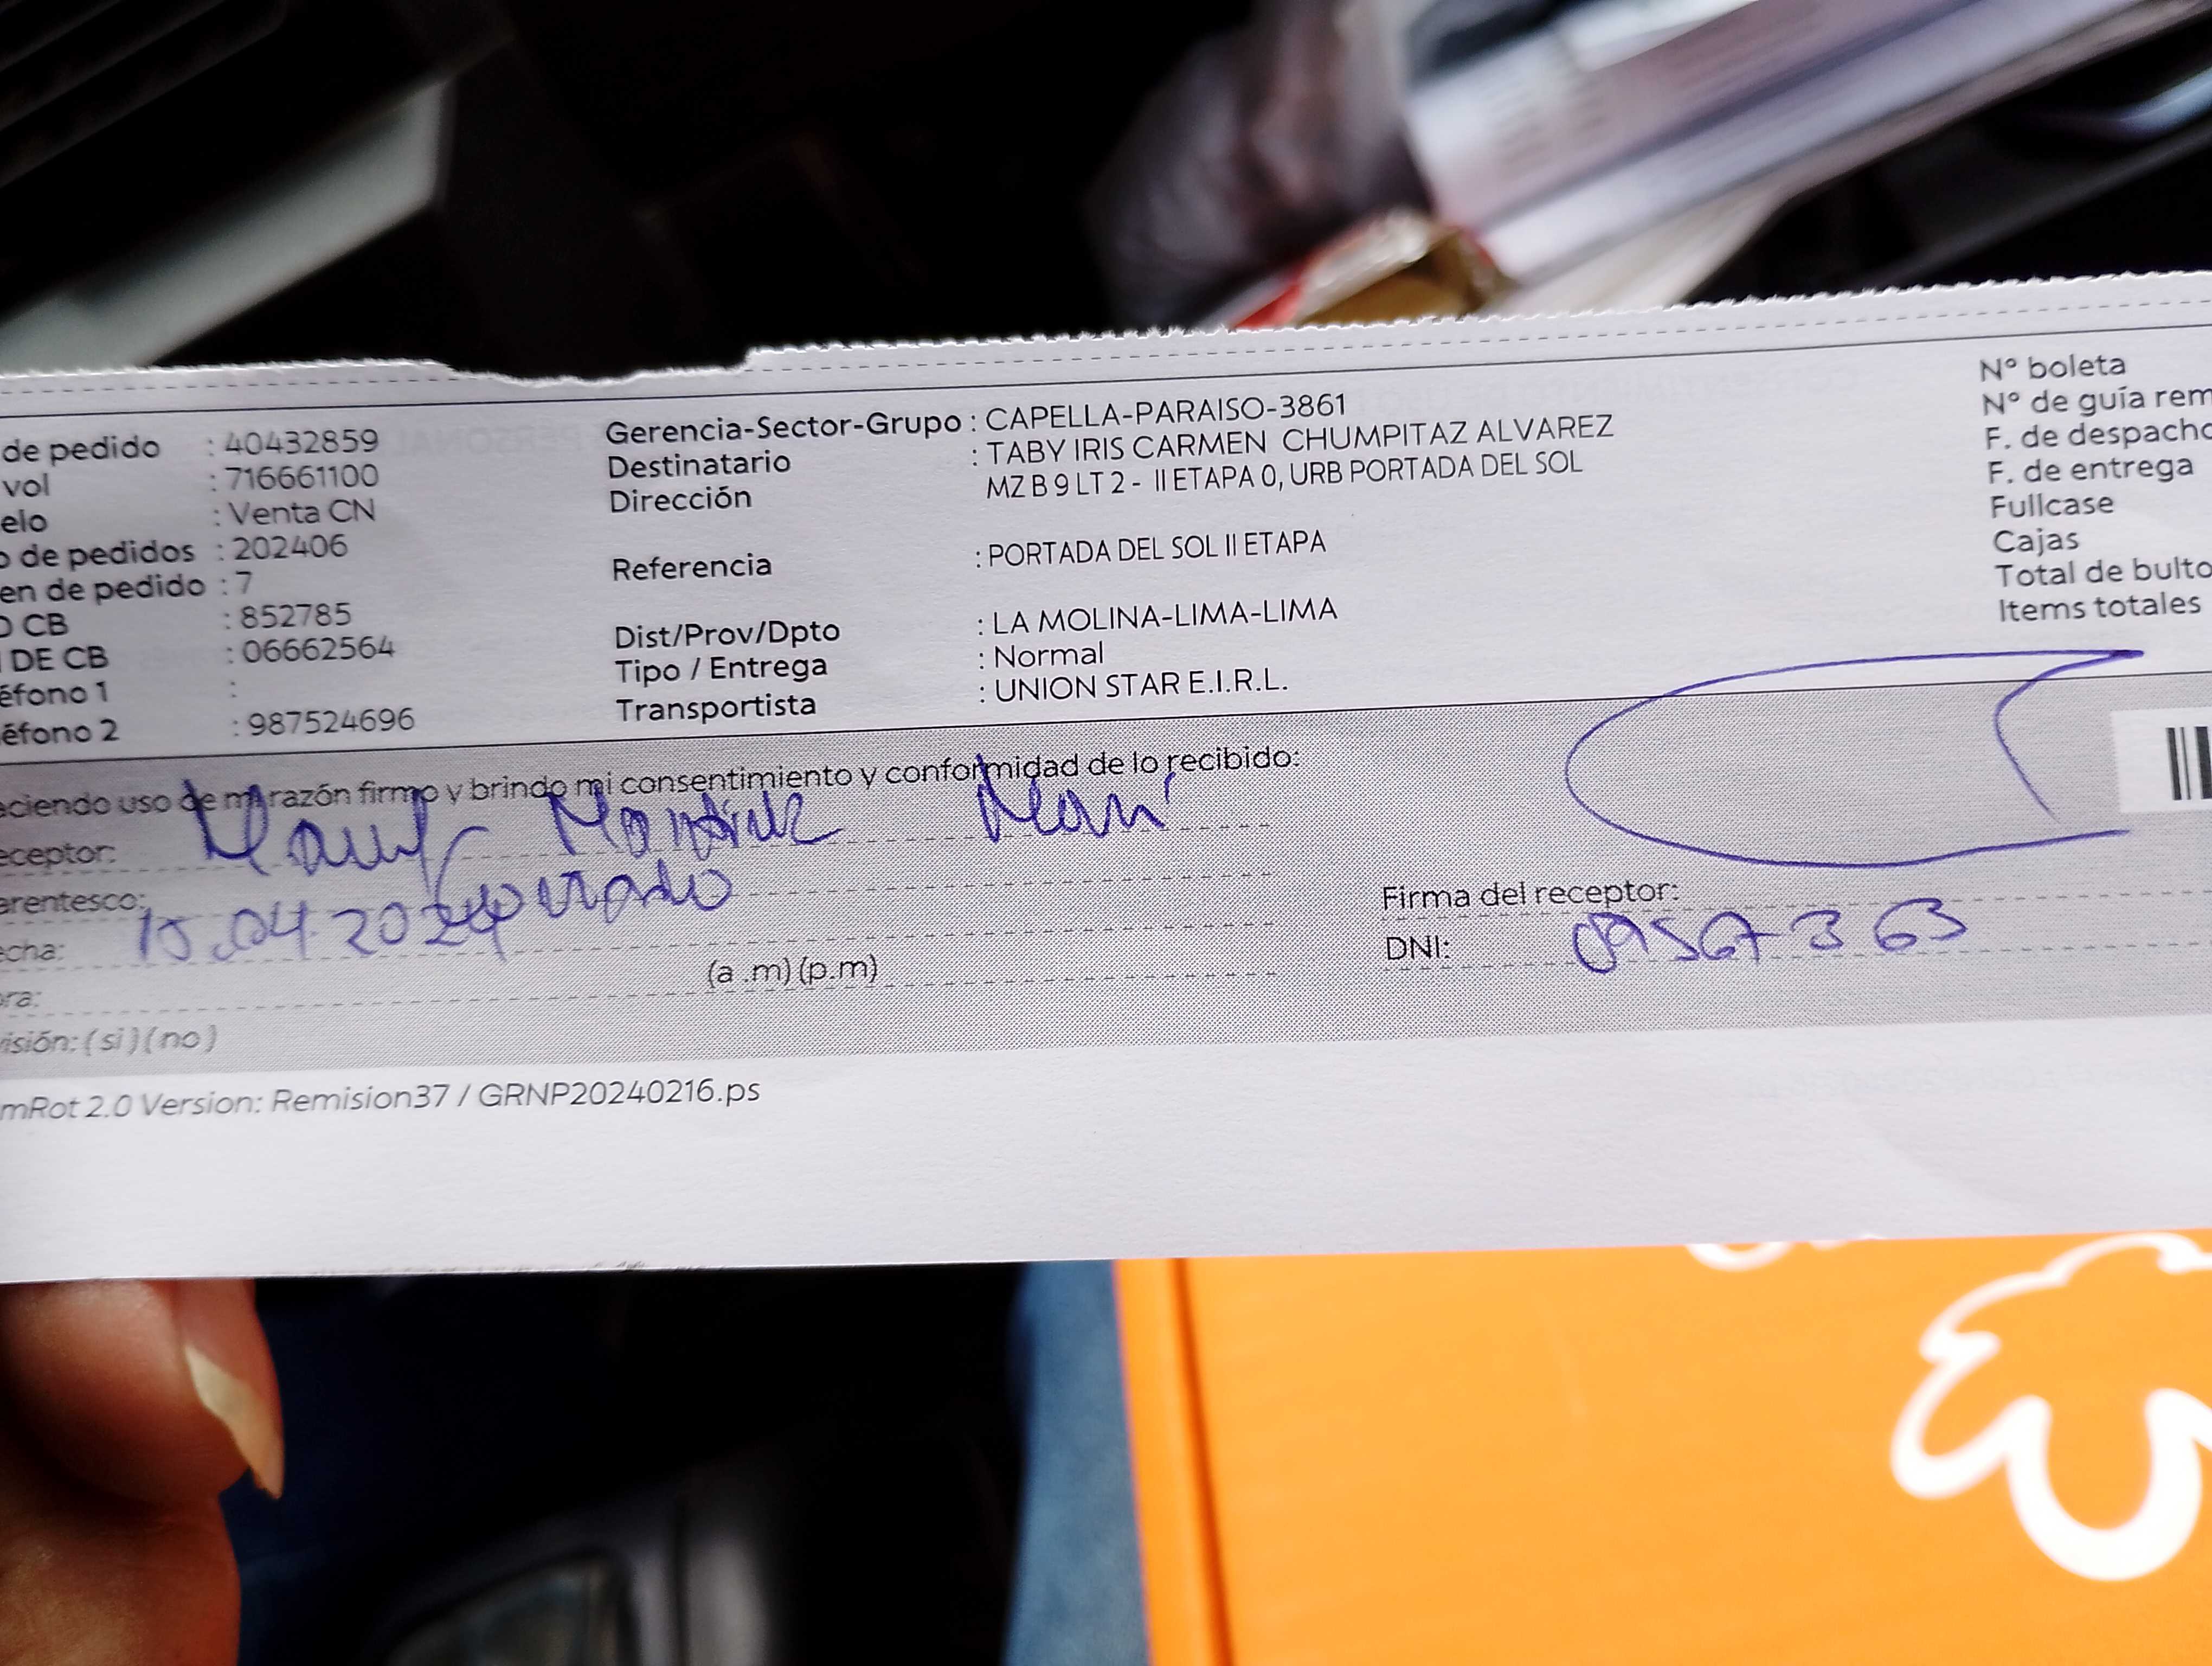 de pedido : 40432859
vol : 716661100
elo : Venta CN
o de pedidos : 202406
en de pedido : 7
O CB : 852785
DE CB : 06662564
éfono 1 :
éfono 2 : 987524696
Gerencia-Sector-Grupo : CAPELLA-PARAISO-3861
Destinatario : TABY IRIS CARMEN CHUMPITAZ ALVAREZ
Dirección MZ B 9 LT 2 - II ETAPA 0, URB PORTADA DEL SOL
Referencia : PORTADA DEL SOL II ETAPA
Dist/Prov/Dpto : LA MOLINA-LIMA-LIMA
Tipo / Entrega : Normal
Transportista : UNION STAR E.I.R.L.
N° boleta
N° de guía rem
F. de despacho
F. de entrega
Fullcase
Cajas
Total de bulto
Items totales
aciendo uso de mi razón firmo y brindo mi consentimiento y conformidad de lo recibido:
eceptor:
arentesco:
echa: 15.04.2024
ora: (a .m) (p.m)
isión: ( si ) ( no )
Firma del receptor:
DNI: 09567363
mRot 2.0 Version: Remision37 / GRNP20240216.ps